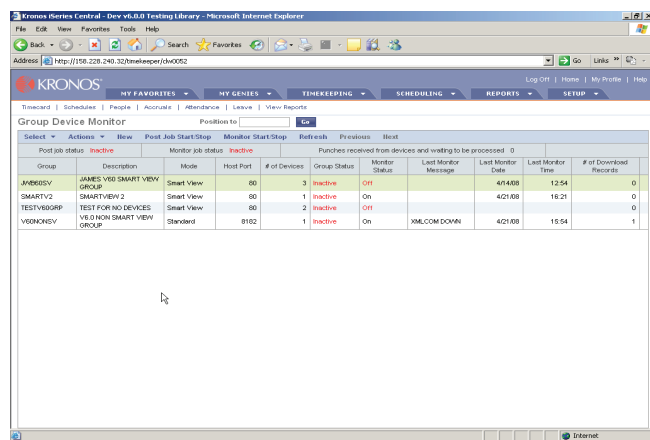 Kronos iSeries Central - Dev v6.0.0 Testing Library - Microsoft Internet Explorer
File Edit View Favorites Tools Help
Back Search Favorites
Address http://158.228.240.32/timekeeper/clw0052 Go Links »
KRONOS® Log Off | Home | My Profile | Help
MY FAVORITES MY GENIES TIMEKEEPING SCHEDULING REPORTS SETUP
Timecard | Schedules | People | Accruals | Attendance | Leave | View Reports
Group Device Monitor Position to Go
Select Actions New Post Job Start/Stop Monitor Start/Stop Refresh Previous Next
Post job status Inactive Monitor job status Inactive Punches received from devices and waiting to be processed 0
Group Description Mode Host Port # of Devices Group Status Monitor Status Last Monitor Message Last Monitor Date Last Monitor Time # of Download Records
JWB60SV JAMES V60 SMART VIEW GROUP Smart View 80 3 Inactive Off 4/14/08 12:54 0
SMARTV2 SMARTVIEW 2 Smart View 80 1 Inactive On 4/21/08 16:21 0
TESTV60GRP TEST FOR NO DEVICES Smart View 80 2 Inactive Off 0
V60NONSV V6.0 NON SMART VIEW GROUP Standard 8182 1 Inactive On XMLCOM DOWN 4/21/08 15:54 1
Internet